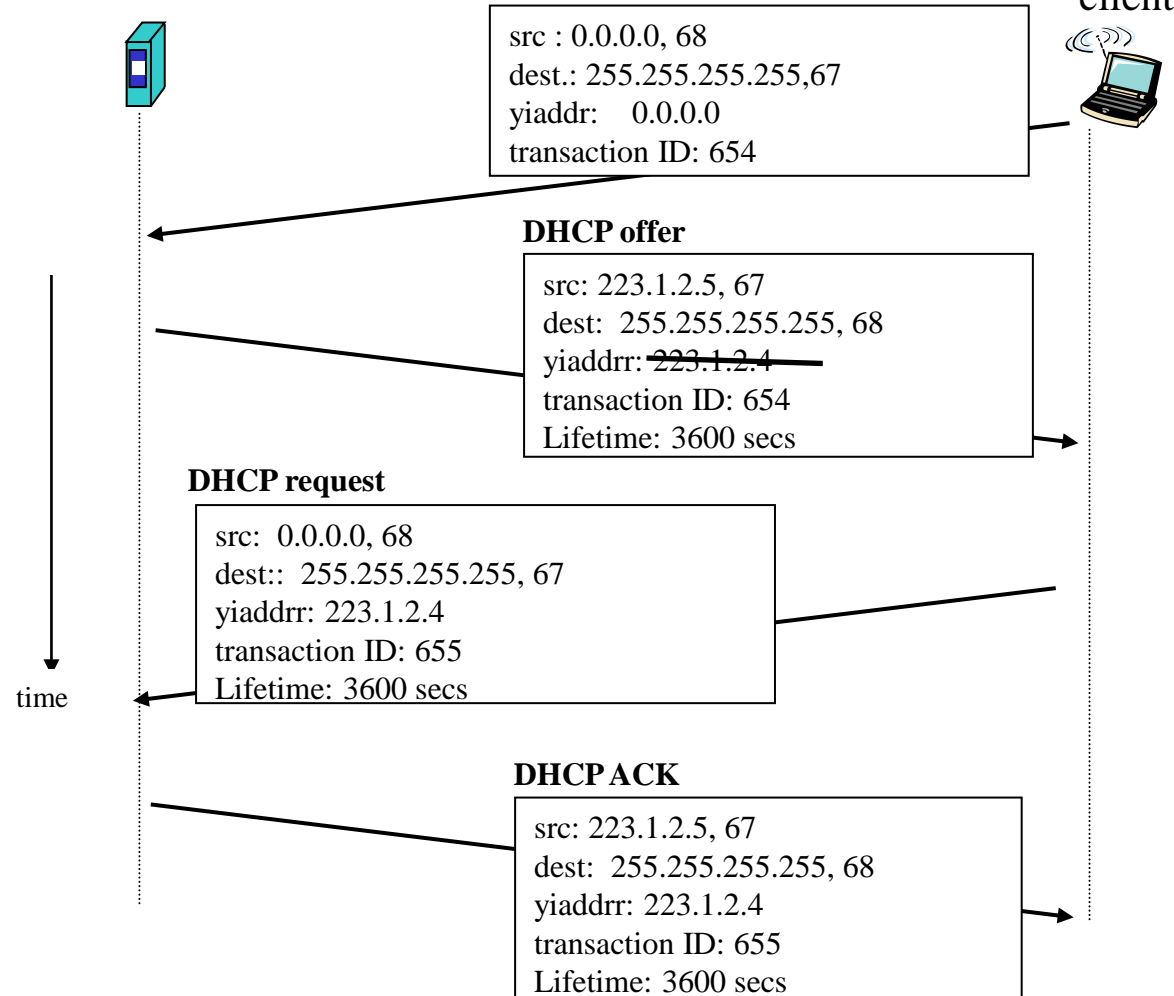 client
src : 0.0.0.0, 68
dest.: 255.255.255.255,67
yiaddr: 0.0.0.0
transaction ID: 654
DHCP offer
src: 223.1.2.5, 67
dest: 255.255.255.255, 68
yiaddrr: 223.1.2.4
transaction ID: 654
Lifetime: 3600 secs
DHCP request
src: 0.0.0.0, 68
dest:: 255.255.255.255, 67
yiaddrr: 223.1.2.4
transaction ID: 655
Lifetime: 3600 secs
time
DHCP ACK
src: 223.1.2.5, 67
dest: 255.255.255.255, 68
yiaddrr: 223.1.2.4
transaction ID: 655
Lifetime: 3600 secs